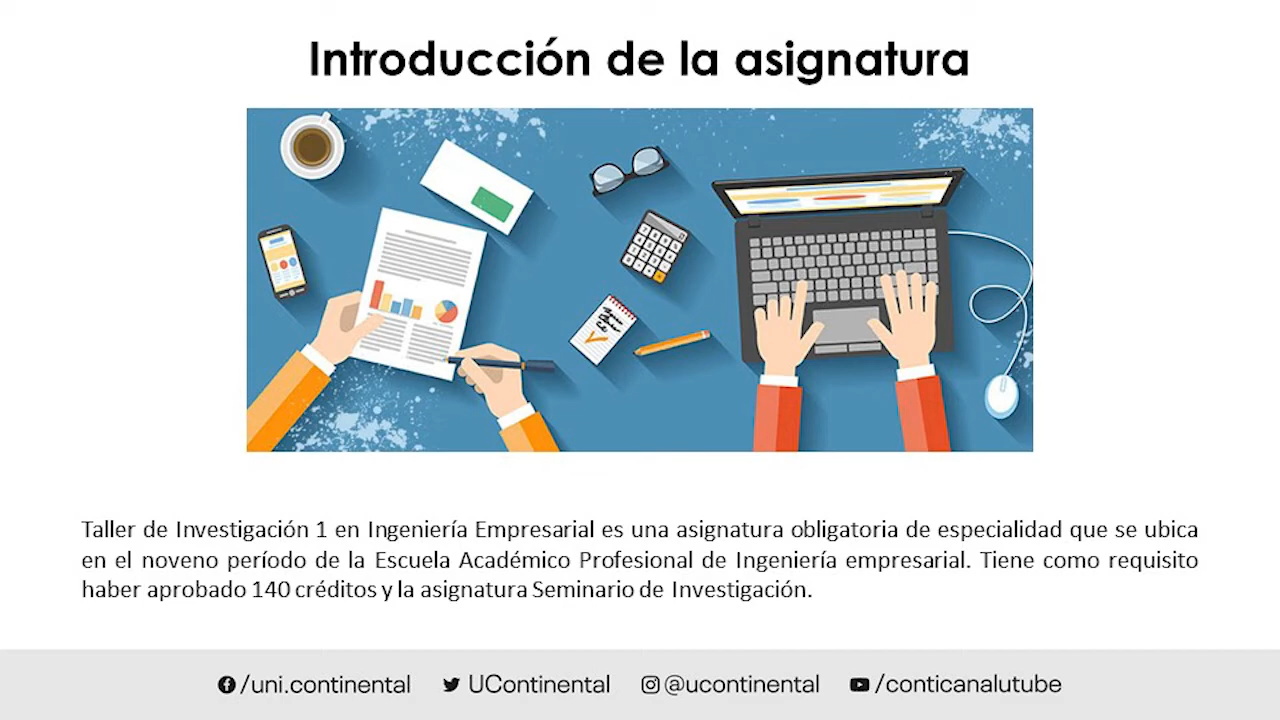 Introducción de la asignatura
Taller de Investigación 1 en Ingeniería Empresarial es una asignatura obligatoria de especialidad que se ubica
en el noveno período de la Escuela Académico Profesional de Ingeniería empresarial. Tiene como requisito
haber aprobado 140 créditos y la asignatura Seminario de Investigación.
/uni.continental UContinental @ucontinental /conticanalutube